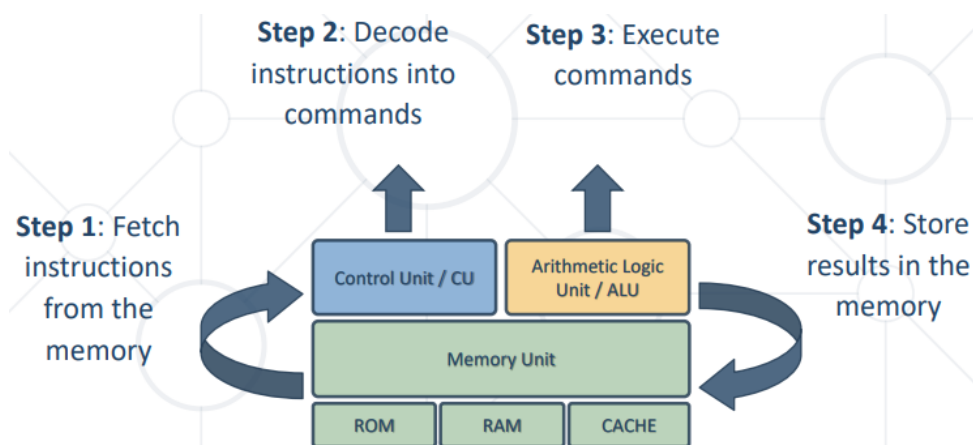 Step 2: Decode
instructions into
commands
Step 3: Execute
commands
Step 1: Fetch
instructions
from the
memory
Step 4: Store
results in the
memory
Control Unit / CU
Arithmetic Logic
Unit / ALU
Memory Unit
ROM
RAM
CACHE